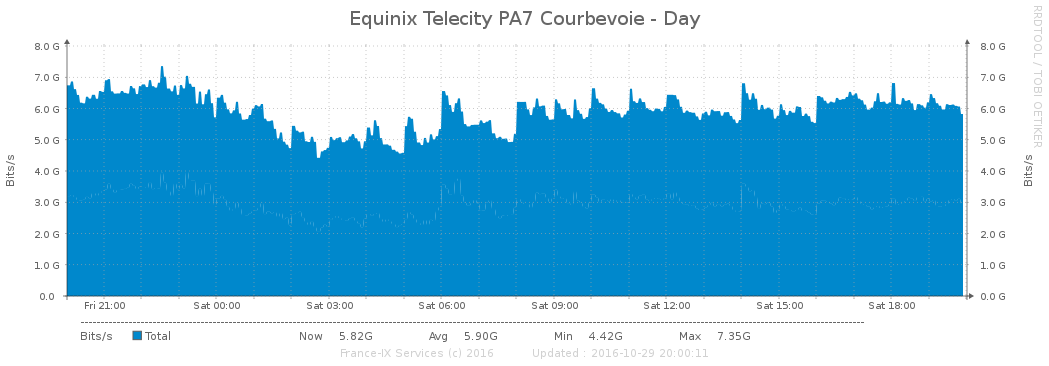 Equinix Telecity PA7 Courbevoie - Day
RRDTOOL / TOBI OETIKER
8.0 G 8.0 G
7.0 G 7.0 G
6.0 G 6.0 G
5.0 G 5.0 G
4.0 G 4.0 G
3.0 G 3.0 G
2.0 G 2.0 G
1.0 G 1.0 G
0.0 0.0 G
Bits/s Bits/s
Fri 21:00 Sat 00:00 Sat 03:00 Sat 06:00 Sat 09:00 Sat 12:00 Sat 15:00 Sat 18:00
Bits/s Total Now 5.82G Avg 5.90G Min 4.42G Max 7.35G
France-IX Services (c) 2016 Updated : 2016-10-29 20:00:11